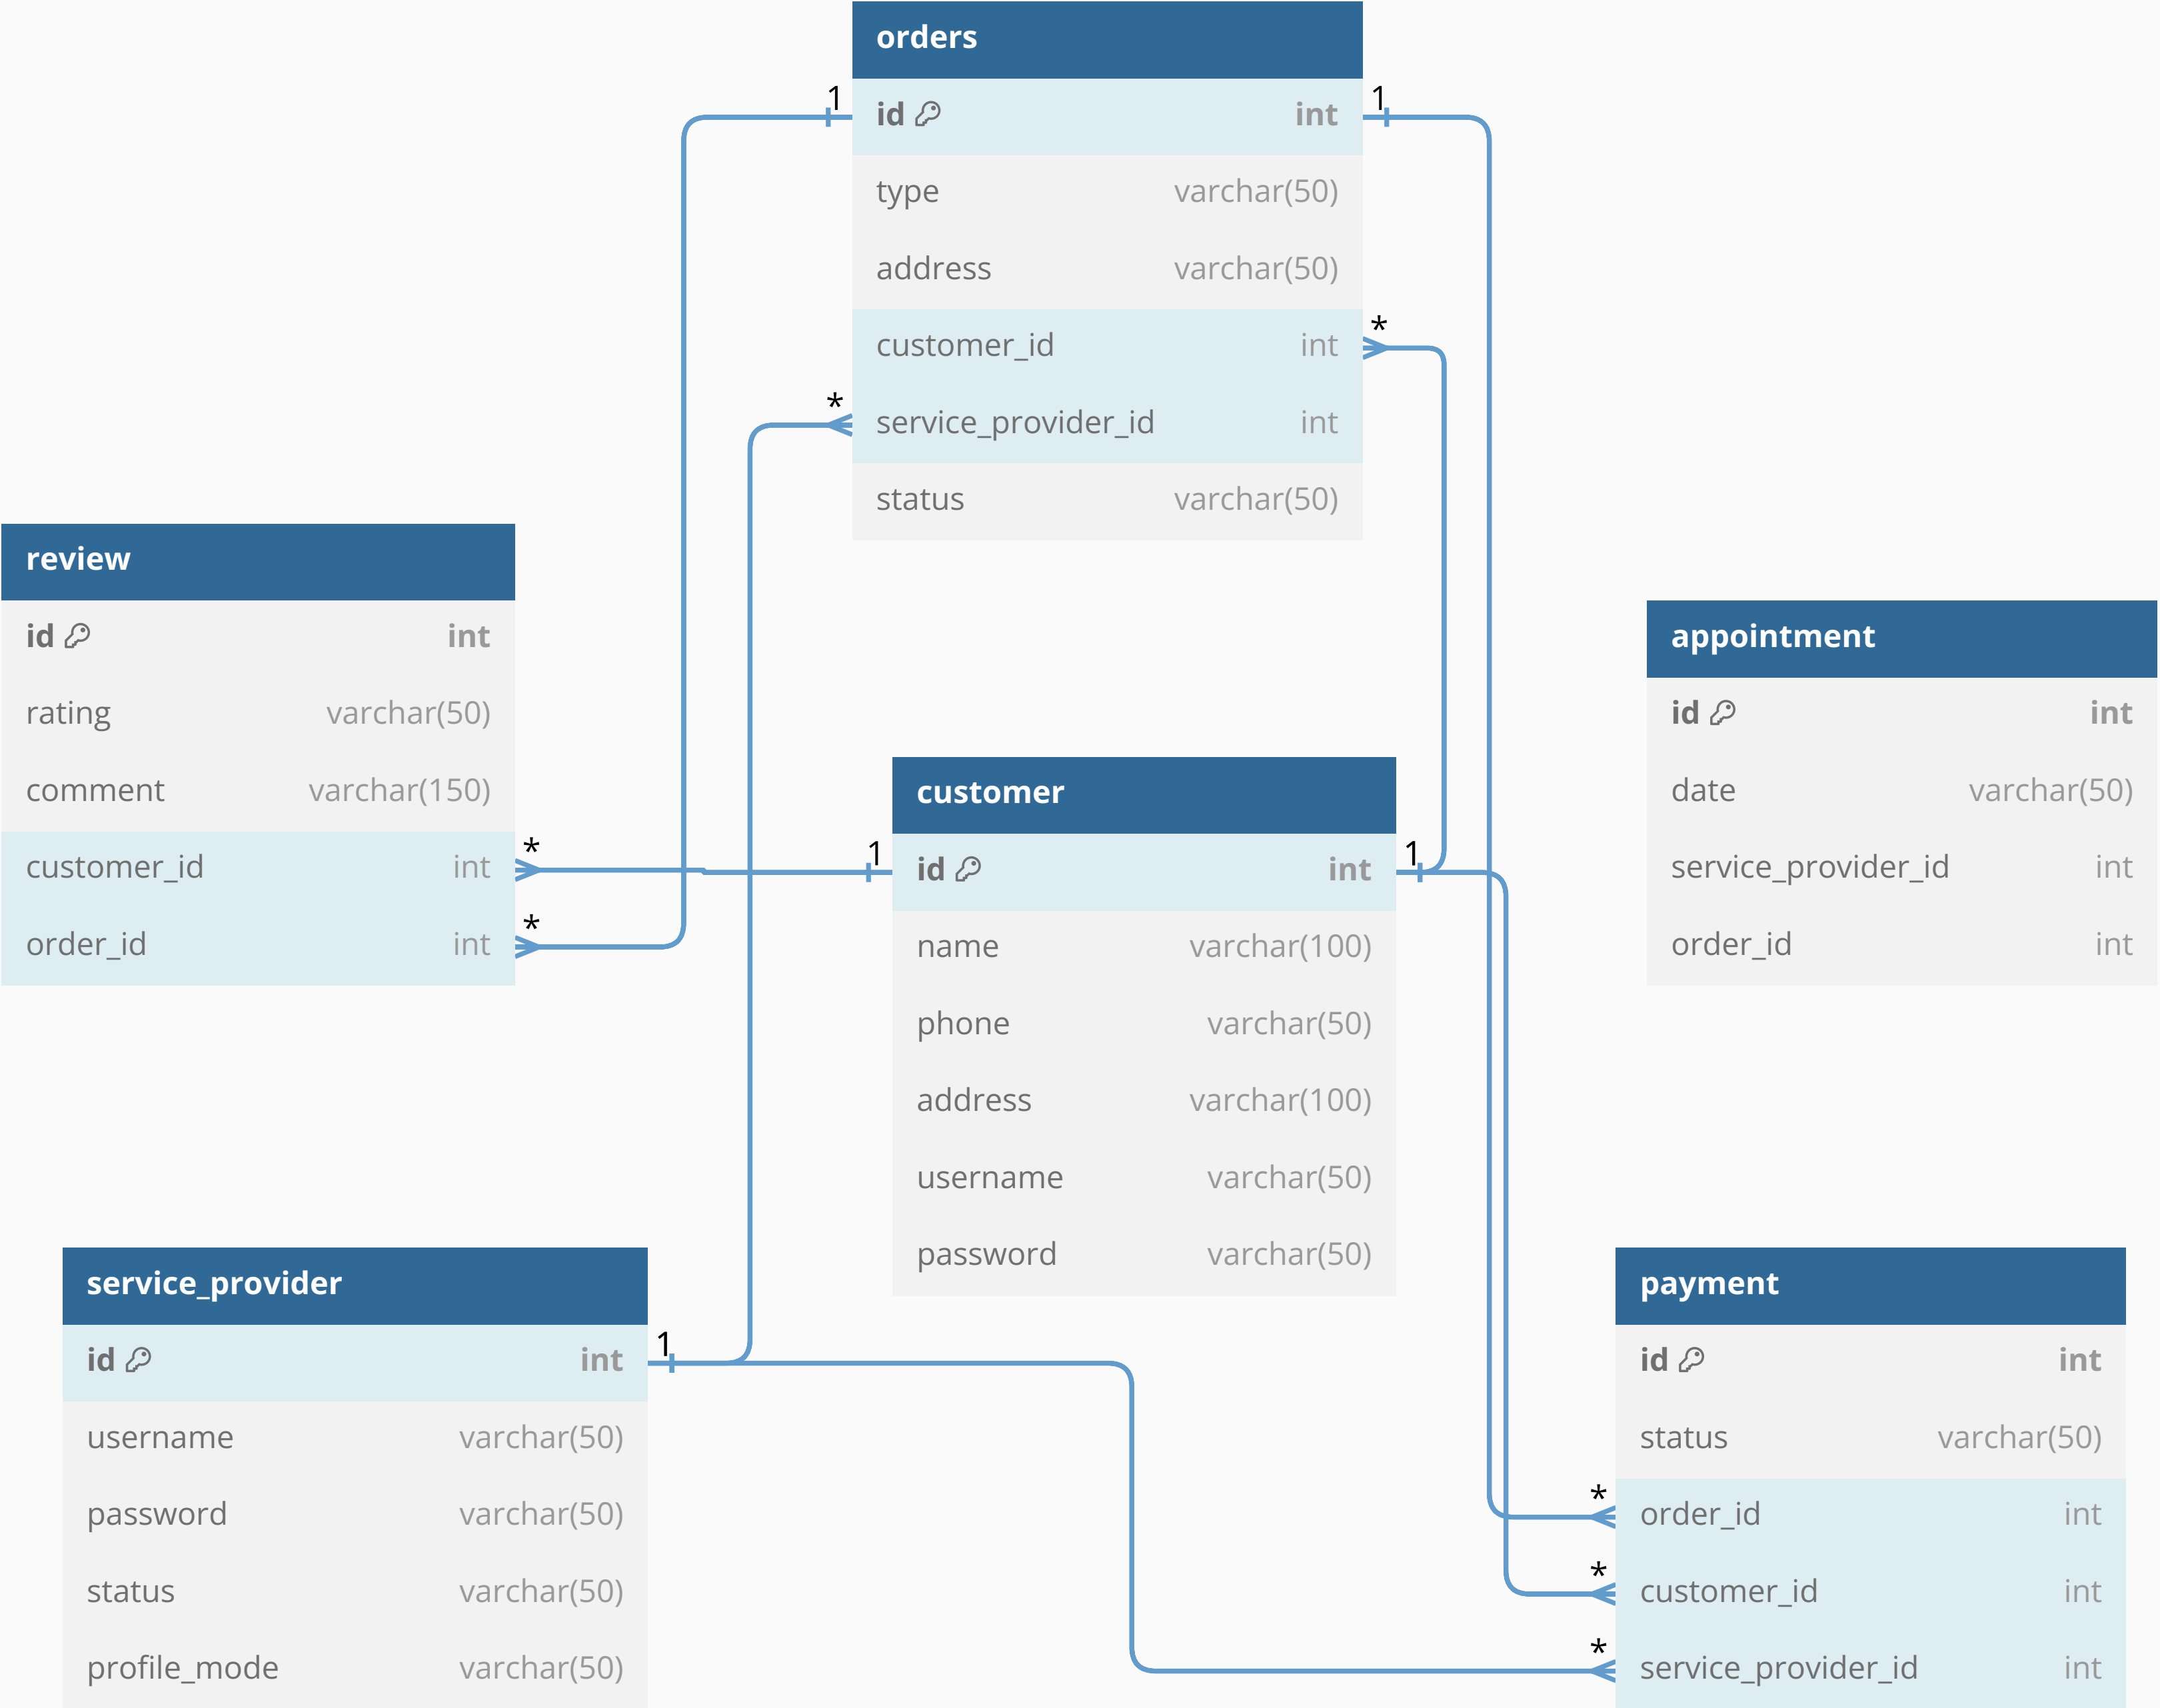 orders
1
id int
1
type varchar(50)
address varchar(50)
customer_id int
*
*
service_provider_id int
status varchar(50)
review
id int
rating varchar(50)
comment varchar(150)
customer_id int
*
order_id int
*
appointment
id int
date varchar(50)
service_provider_id int
order_id int
customer
1
id int
1
name varchar(100)
phone varchar(50)
address varchar(100)
username varchar(50)
password varchar(50)
service_provider
id int
1
username varchar(50)
password varchar(50)
status varchar(50)
profile_mode varchar(50)
payment
id int
status varchar(50)
*
order_id int
*
customer_id int
*
service_provider_id int